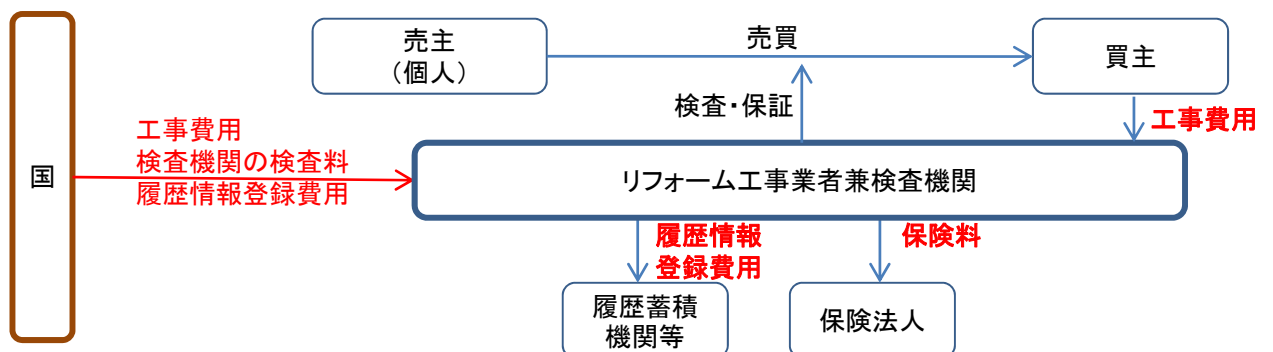 国
工事費用
検査機関の検査料
履歴情報登録費用
売主
（個人）
売買
買主
検査・保証
工事費用
リフォーム工事業者兼検査機関
履歴情報
登録費用
保険料
履歴蓄積
機関等
保険法人